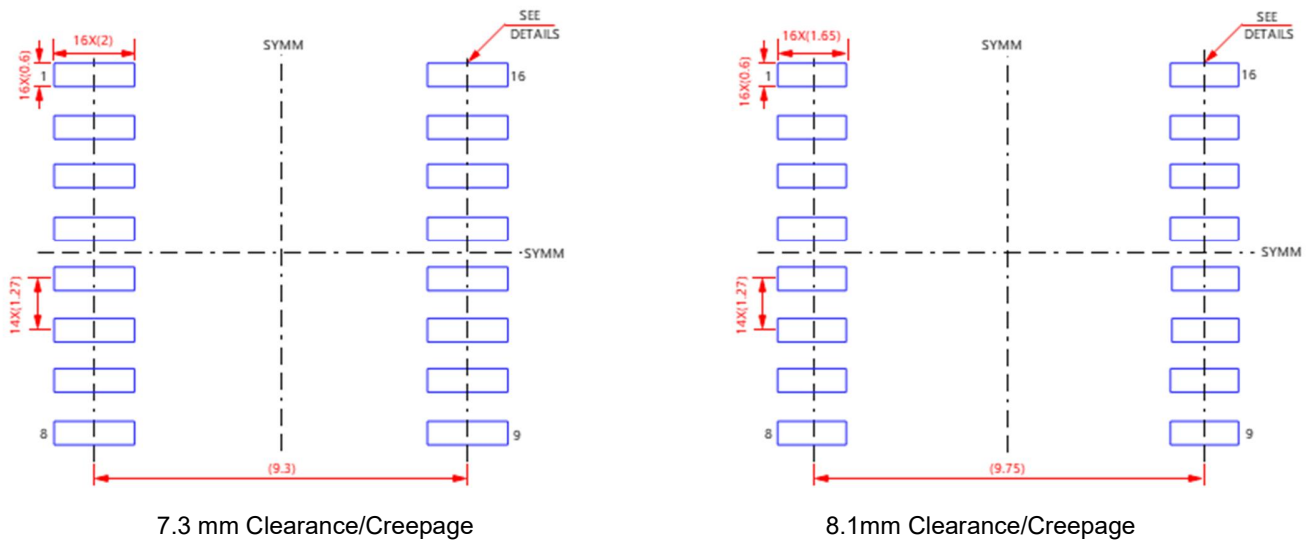 16X(2)
SYMM
SEE
DETAILS
16X(0.6)
1
16
SYMM
14X(1.27)
8
9
(9.3)
7.3 mm Clearance/Creepage
16X(1.65)
SYMM
SEE
DETAILS
16X(0.6)
1
16
SYMM
14X(1.27)
8
9
(9.75)
8.1mm Clearance/Creepage